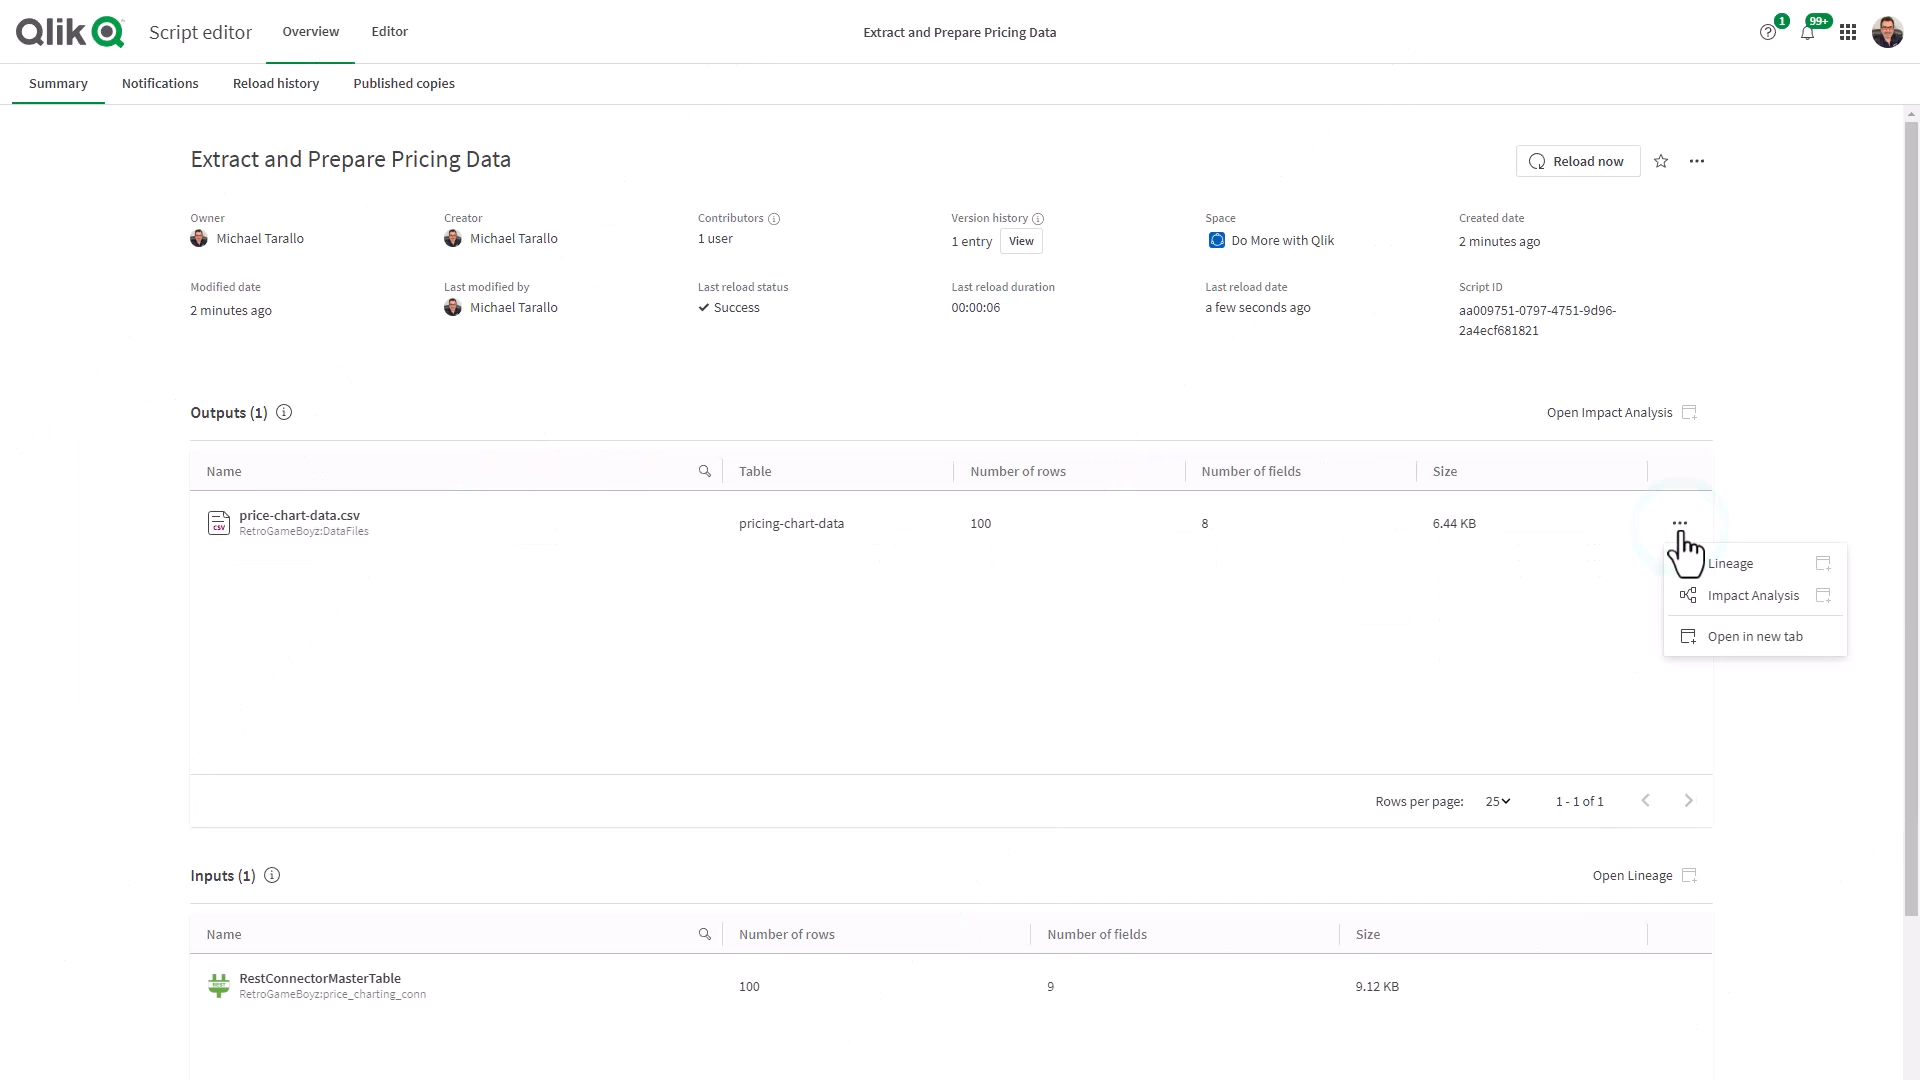 Qlik Script editor Overview Editor Extract and Prepare Pricing Data 1 99+
Summary Notifications Reload history Published copies
Extract and Prepare Pricing Data Reload now
Owner Creator Contributors Version history Space Created date
Michael Tarallo Michael Tarallo 1 user 1 entry View Do More with Qlik 2 minutes ago
Modified date Last modified by Last reload status Last reload duration Last reload date Script ID
2 minutes ago Michael Tarallo Success 00:00:06 a few seconds ago aa009751-0797-4751-9d96-
2a4ecf681821
Outputs (1) Open Impact Analysis
Name Table Number of rows Number of fields Size
CSV price-chart-data.csv pricing-chart-data 100 8 6.44 KB
RetroGameBoyz:DataFiles
Lineage
Impact Analysis
Open in new tab
Rows per page: 25 1 - 1 of 1
Inputs (1) Open Lineage
Name Number of rows Number of fields Size
REST RestConnectorMasterTable 100 9 9.12 KB
RetroGameBoyz:price_charting_conn